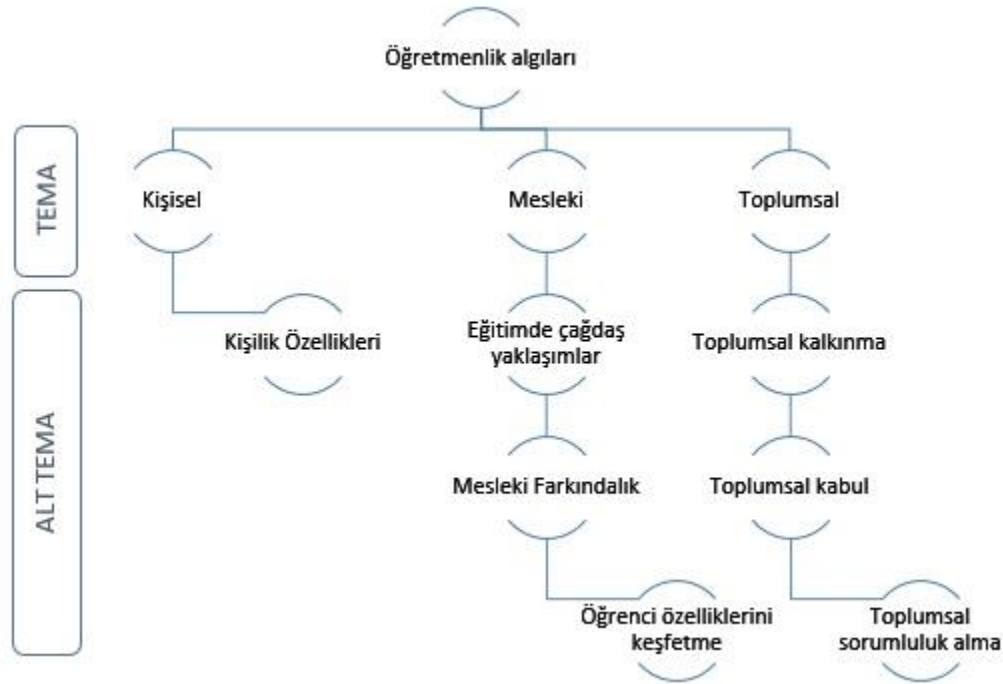 Öğretmenlik algıları
TEMA
Kişisel
Mesleki
Toplumsal
ALT TEMA
Kişilik Özellikleri
Eğitimde çağdaş
yaklaşımlar
Toplumsal kalkınma
Mesleki Farkındalık
Toplumsal kabul
Öğrenci özelliklerini
keşfetme
Toplumsal
sorumluluk alma